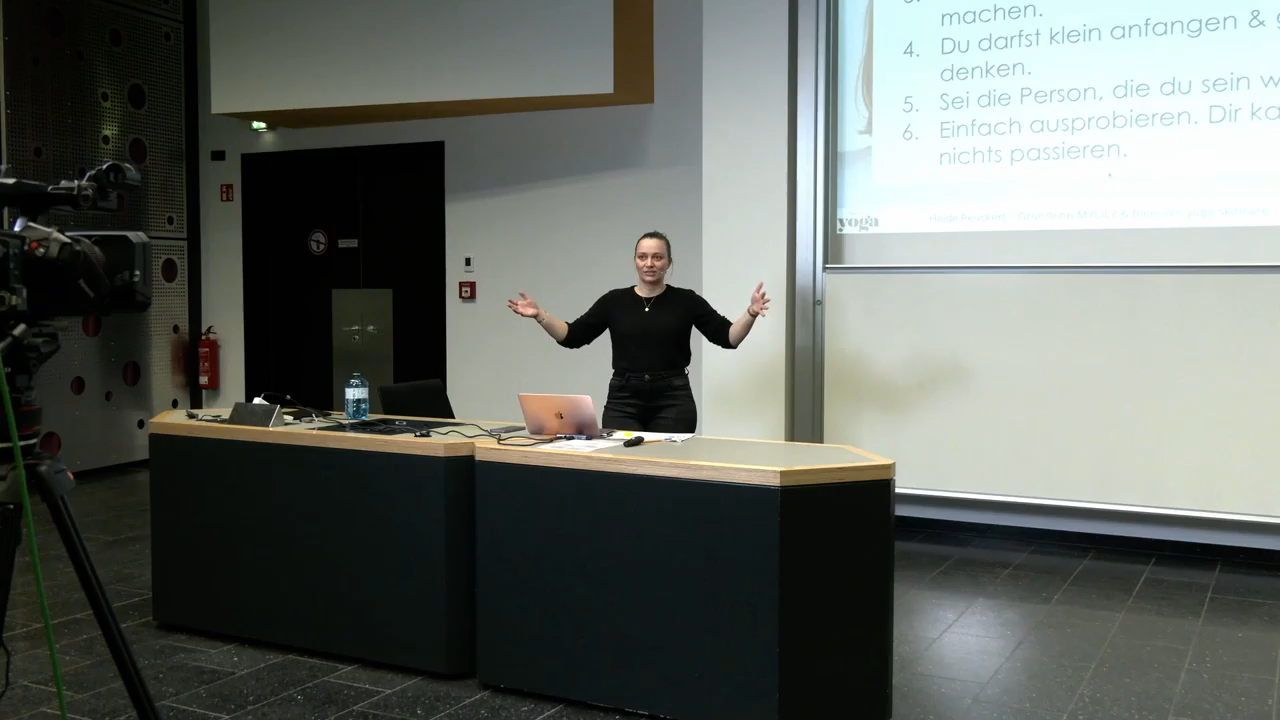 machen.
4. Du darfst klein anfangen &
denken.
5. Sei die Person, die du sein
6. Einfach ausprobieren. Dir
nichts passieren.
yoga